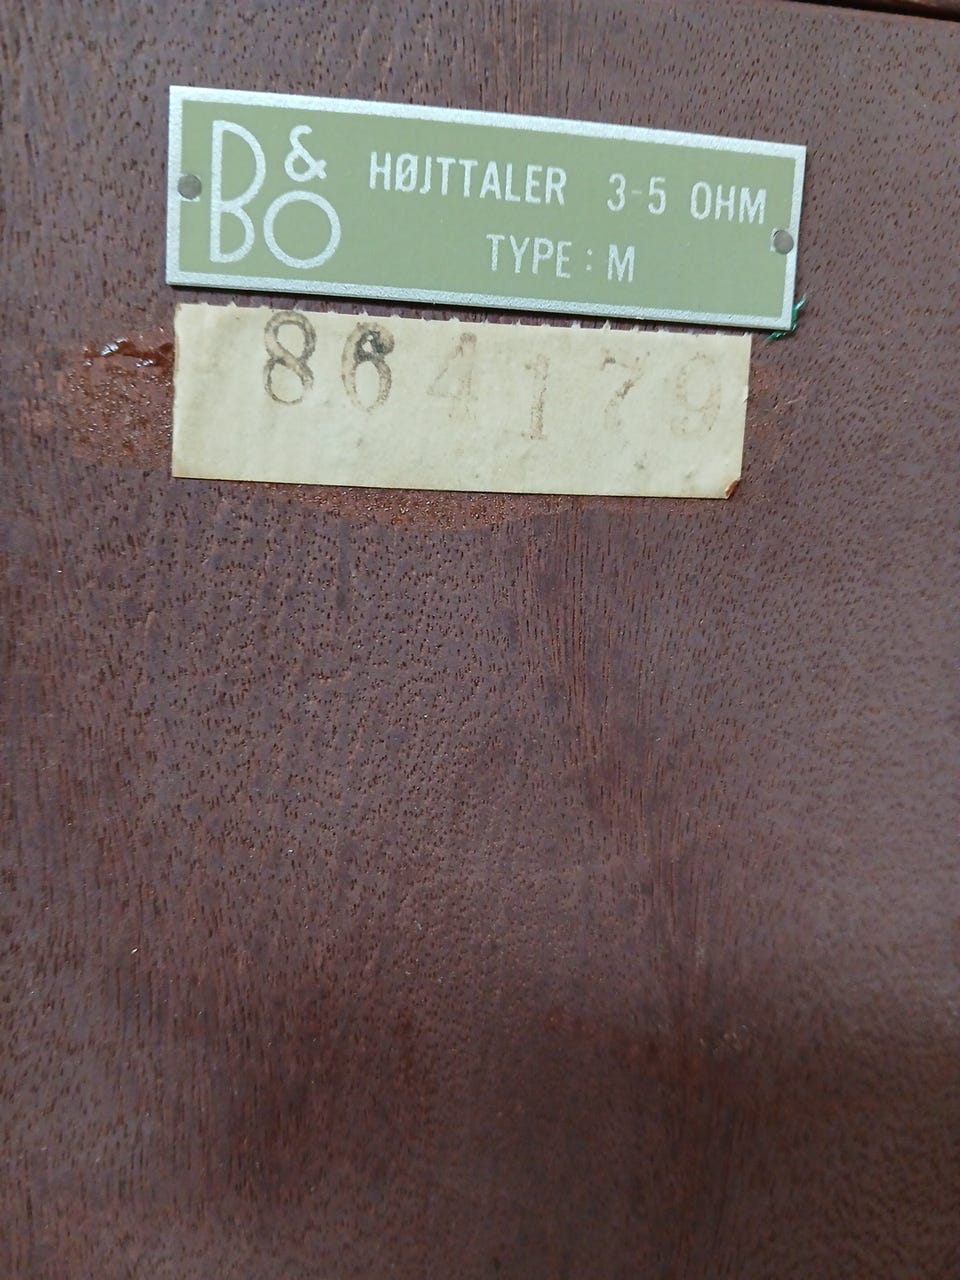 B&O
HØJTTALER 3-5 OHM
TYPE : M
864179